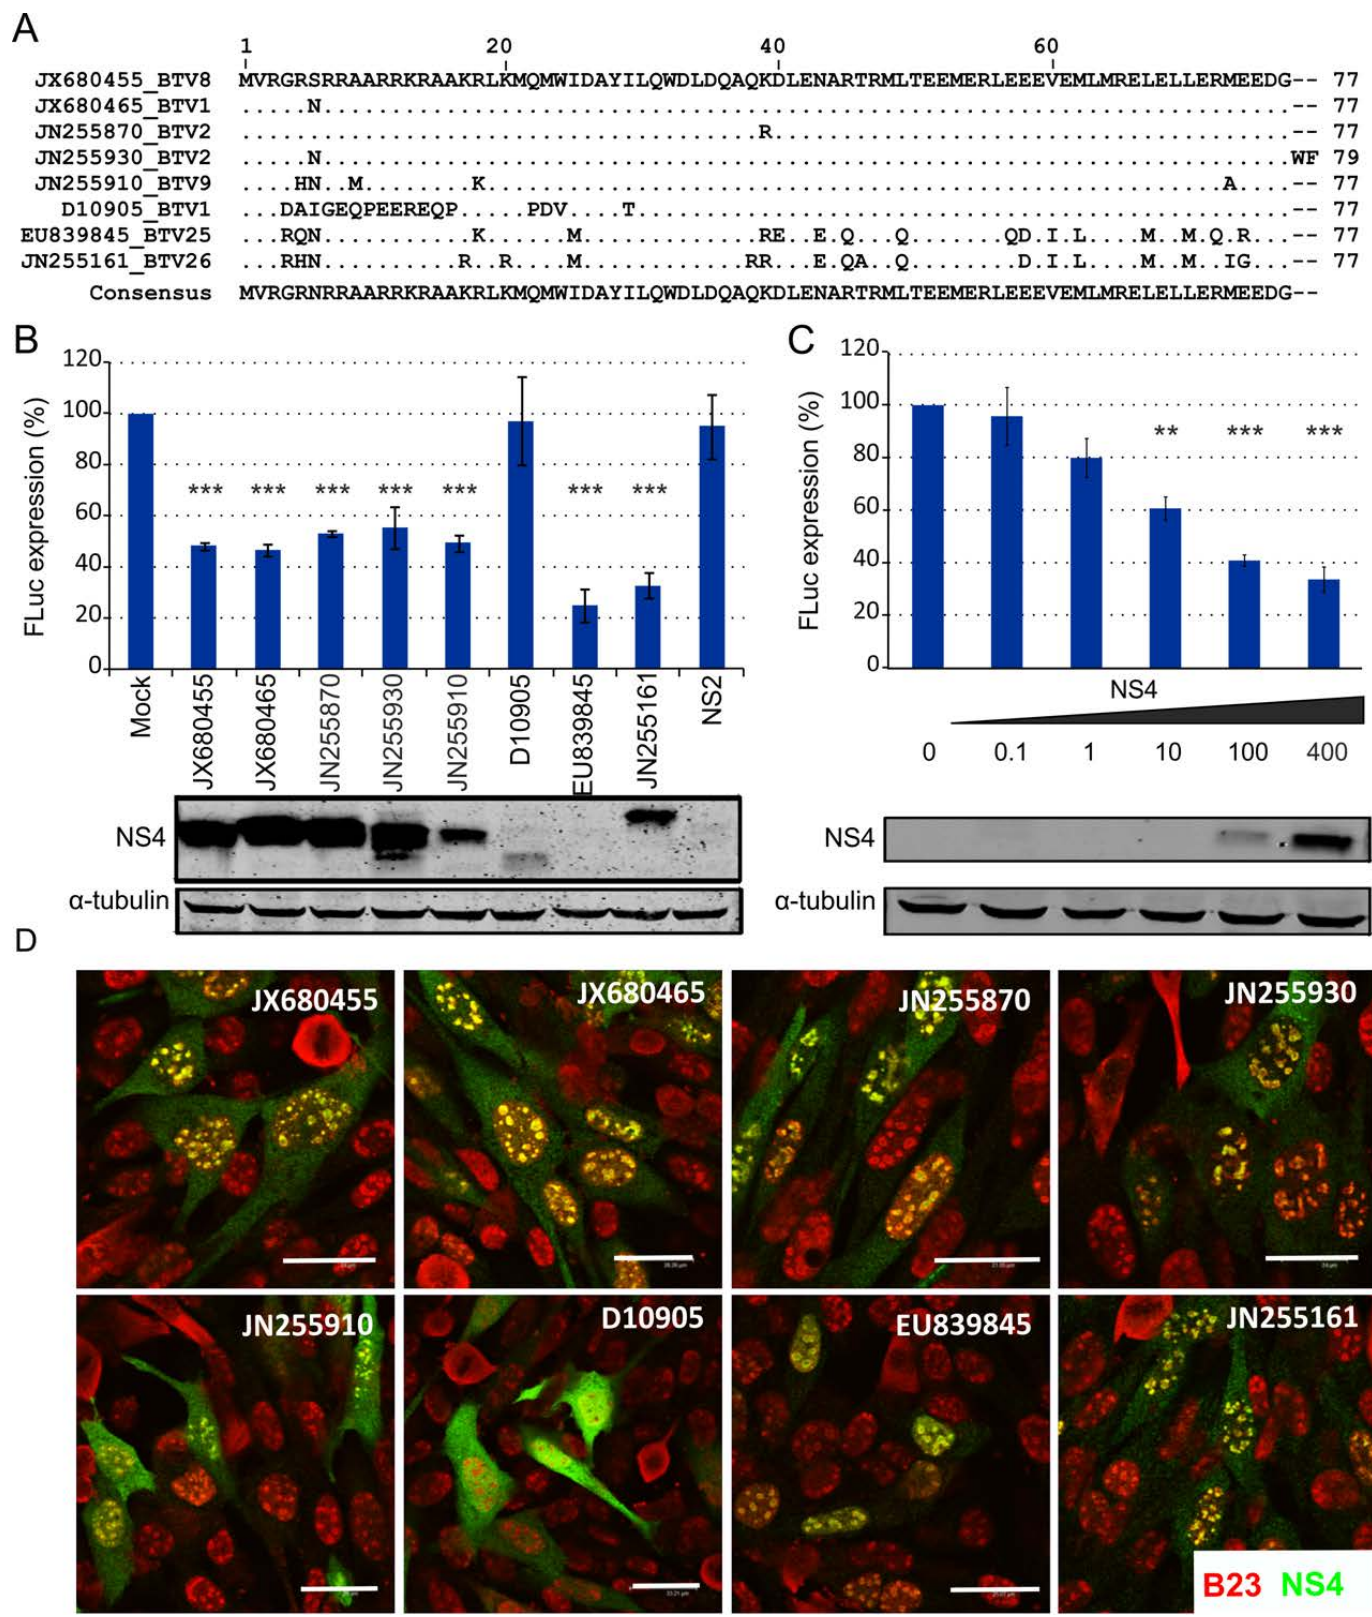 A
1 20 40 60
JX680455_BTV8 MVRGRSRRAARRKRAAKRLKMQMWIDAYILQWDLDQAQKDLENARTRMLTEEMERLEEEVEMLMRELELLERMEEDG-- 77
JX680465_BTV1 .....N.......................................................................-- 77
JN255870_BTV2 ......................................R......................................-- 77
JN255930_BTV2 .....N.......................................................................WF 79
JN255910_BTV9 ....HN..M........K......................................................A....-- 77
D10905_BTV1 ...DAIGEQPEEREQP.....PDV....T................................................-- 77
EU839845_BTV25 ...RQN...........K......M.............RE..E.Q...Q.......QD.I.L....M..M.Q.R...-- 77
JN255161_BTV26 ...RHN..........R..R....M............RR...E.QA..Q........D.I.L....M..M..IG...-- 77
Consensus MVRGRNRRAARRKRAAKRLKMQMWIDAYILQWDLDQAQKDLENARTRMLTEEMERLEEEVEMLMRELELLERMEEDG--
B
FLuc expression (%)
120
100
80
60
40
20
0
*** *** *** *** *** *** ***
Mock JX680455 JX680465 JN255870 JN255930 JN255910 D10905 EU839845 JN255161 NS2
NS4
α-tubulin
C
FLuc expression (%)
120
100
80
60
40
20
0
** *** ***
NS4
0 0.1 1 10 100 400
NS4
α-tubulin
D
JX680455 JX680465 JN255870 JN255930
JN255910 D10905 EU839845 JN255161
B23 NS4